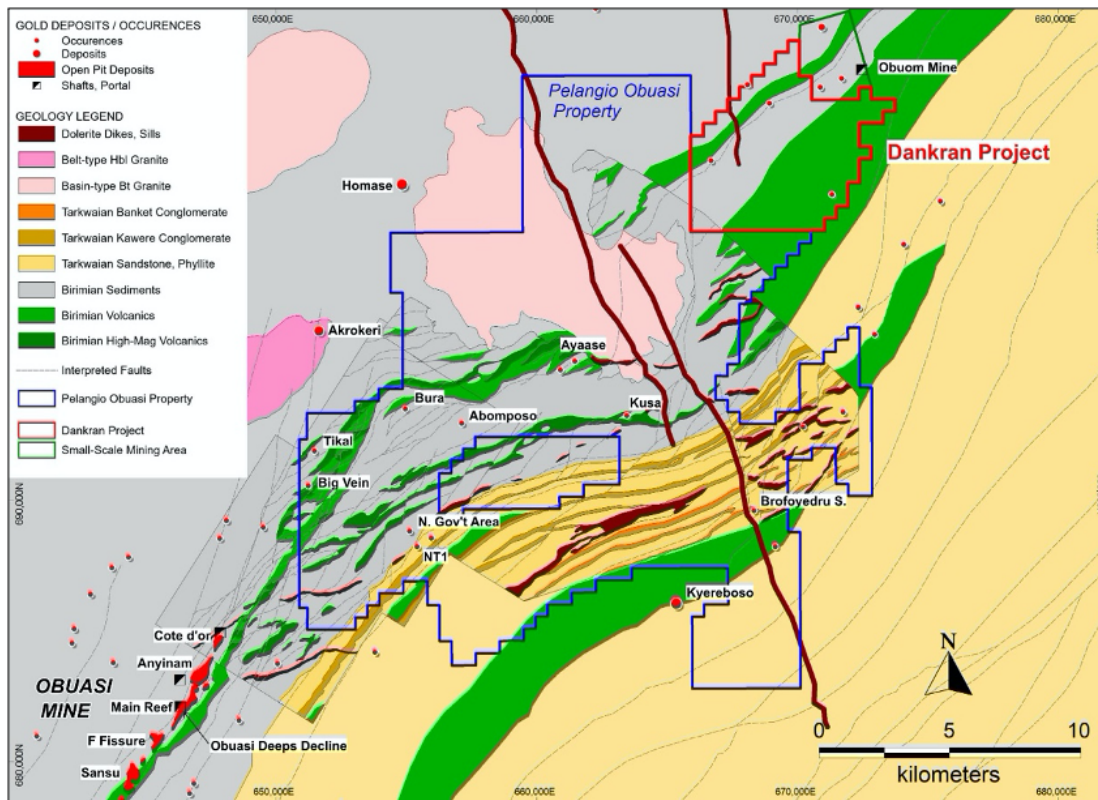 GOLD DEPOSITS / OCCURENCES
Occurences
Deposits
Open Pit Deposits
Shafts, Portal
GEOLOGY LEGEND
Dolerite Dikes, Sills
Belt-type Hbl Granite
Basin-type Bt Granite
Tarkwaian Banket Conglomerate
Tarkwaian Kawere Conglomerate
Tarkwaian Sandstone, Phyllite
Birimian Sediments
Birimian Volcanics
Birimian High-Mag Volcanics
Interpreted Faults
Pelangio Obuasi Property
Dankran Project
Small-Scale Mining Area
650,000E
660,000E
670,000E
680,000E
Obuom Mine
Pelangio Obuasi
Property
Dankran Project
Homase
Akrokeri
Ayaase
Bura
Kusa
Abomposo
Tikal
Big Vein
690,000N
Brofoyedru S.
N. Gov't Area
NT1
Kyereboso
Cote d'or
Anyinam
OBUASI
MINE
Main Reef
Obuasi Deeps Decline
F Fissure
Sansu
N
0 5 10
kilometers
680,000N
650,000E
660,000E
670,000E
680,000E